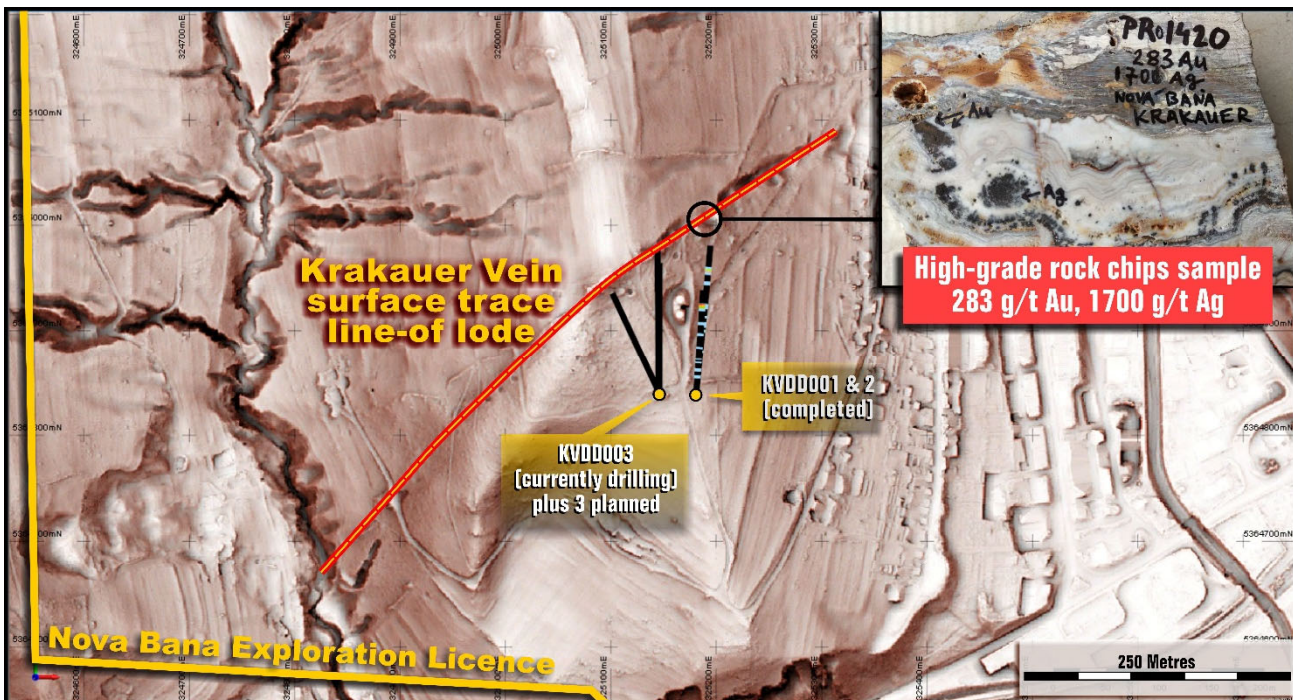 324600mE
324700mE
324900mE
325100mE
325200mE
325300mE
5364800mN
5364700mN
PR01420
283 Au
1700 Ag
NOVA BANA
KRAKAUER
Au
Ag
High-grade rock chips sample
283 g/t Au, 1700 g/t Ag
Krakauer Vein
surface trace
line-of lode
KVDD001 & 2
(completed)
KVDD003
(currently drilling)
plus 3 planned
Nova Bana Exploration Licence
250 Metres